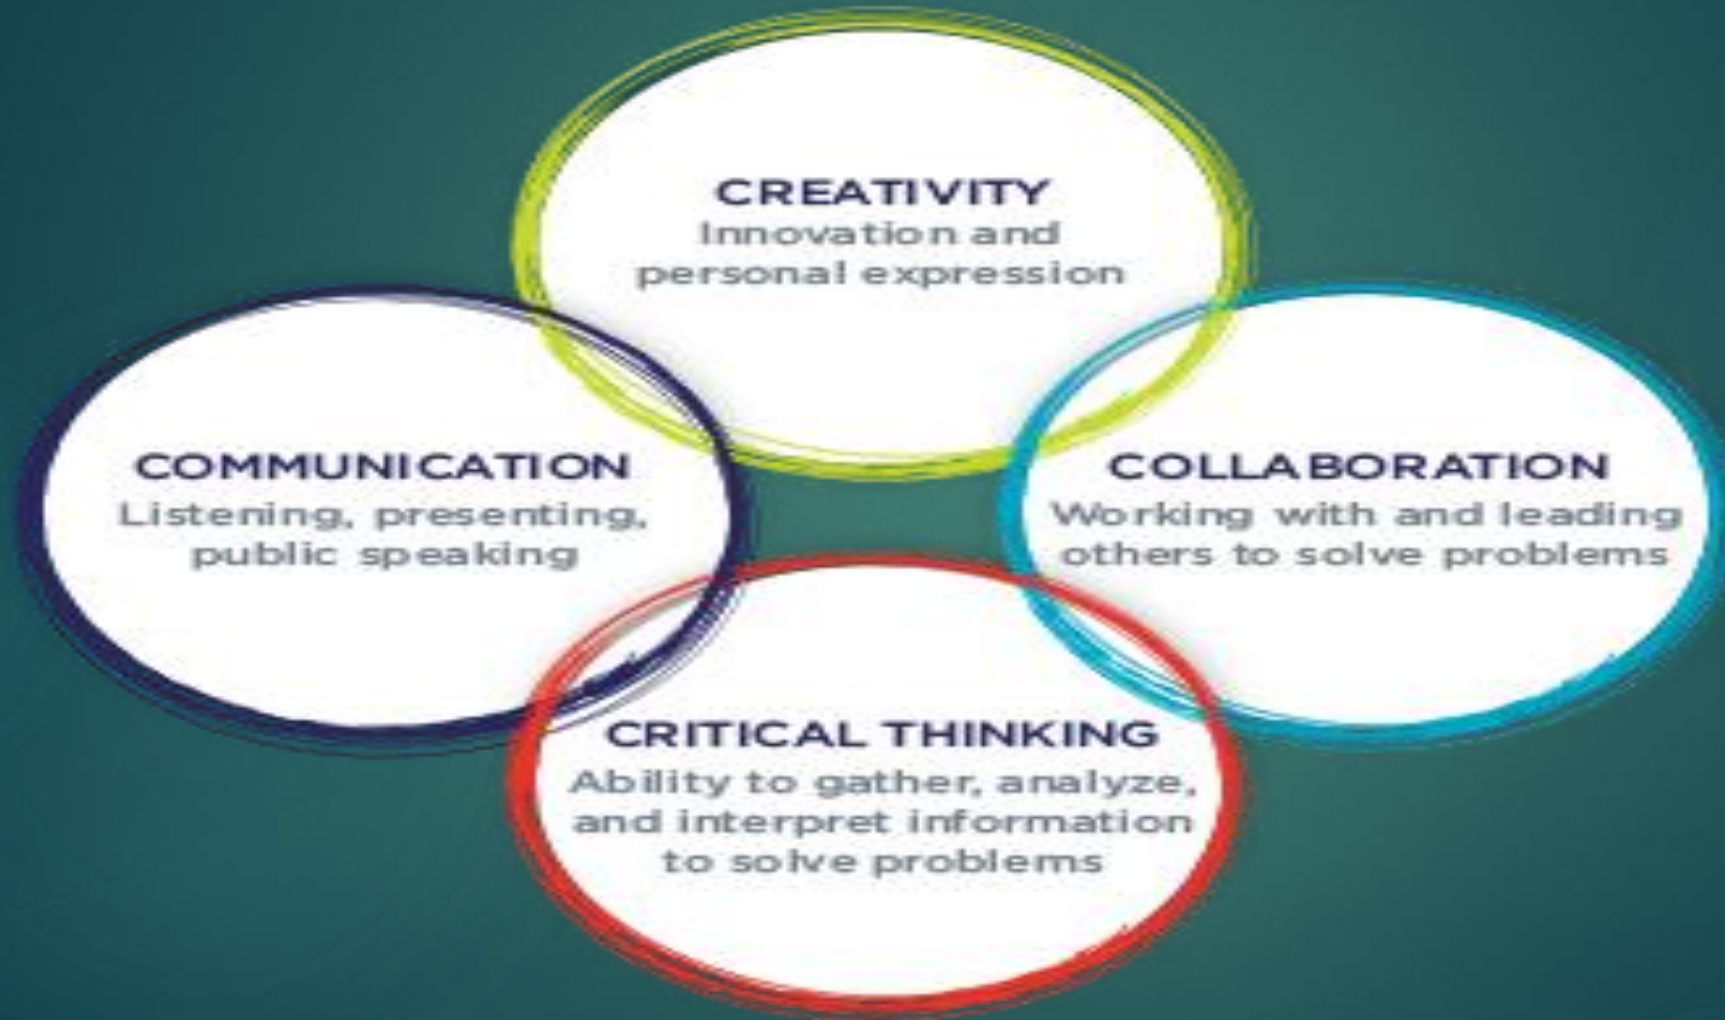 CREATIVITY
Innovation and
personal expression
COMMUNICATION
Listening, presenting,
public speaking
COLLABORATION
Working with and leading
others to solve problems
CRITICAL THINKING
Ability to gather, analyze,
and interpret information
to solve problems